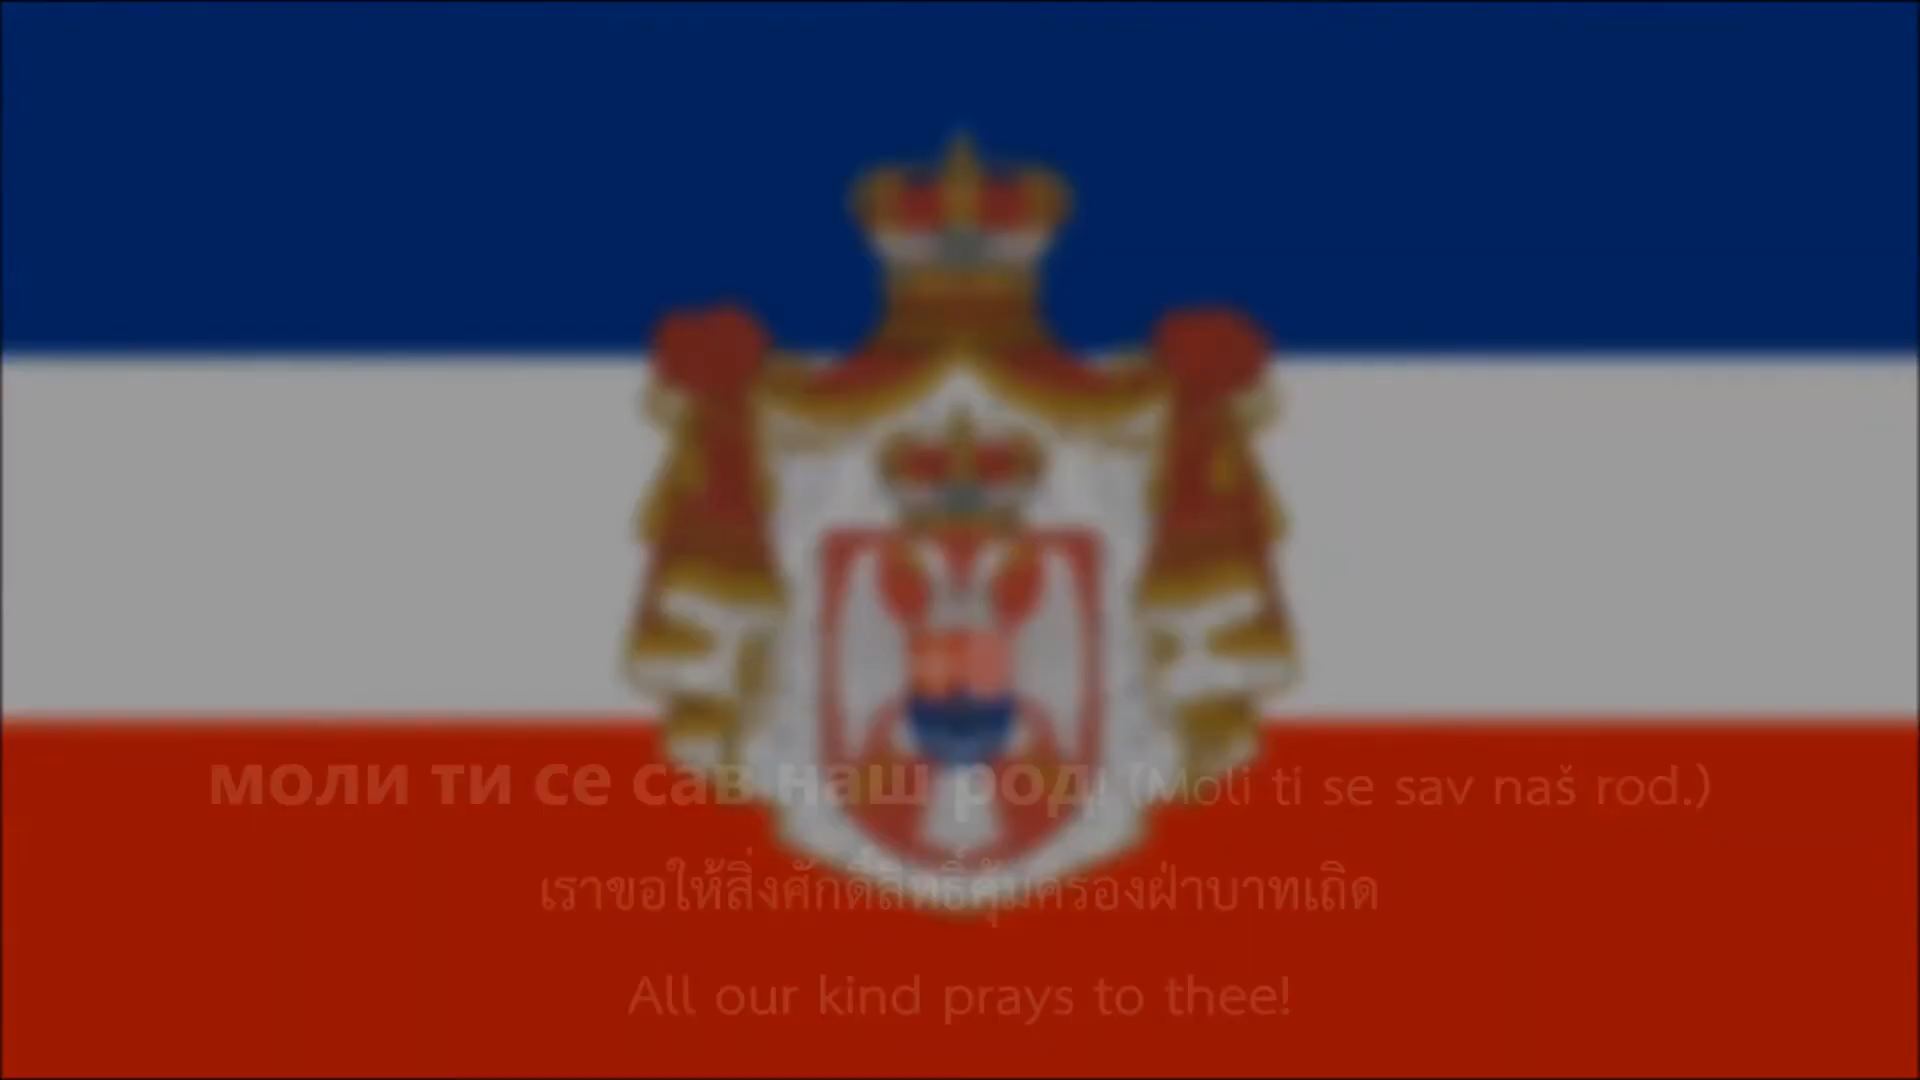 моли ти се сав наш род! (Moli ti se sav naš rod.)
เราขอให้สิ่งศักดิ์สิทธิ์คุ้มครองฝ่าบาทเถิด
All our kind prays to thee!